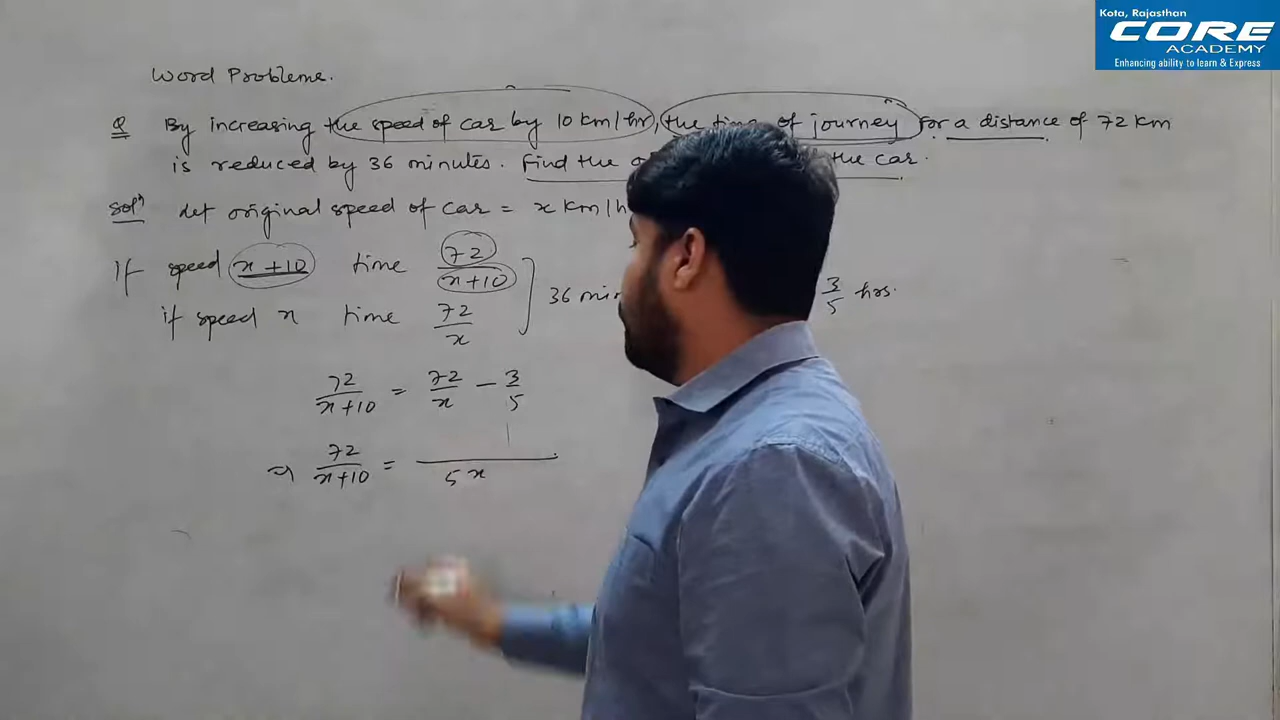 Kota, Rajasthan
CORE
ACADEMY
Enhancing ability to learn & Express
Word Probleme.
Q By increasing the speed of car by 10 km/hr, the time of journey for a distance of 72 km
is reduced by 36 minutes. Find the the car.
Solⁿ Let original speed of car = x km/h
If speed x+10 time 72/(x+10)
if speed x time 72/x
36 min 3/5 hrs.
72/(x+10) = 72/x - 3/5
⇒ 72/(x+10) = /5x